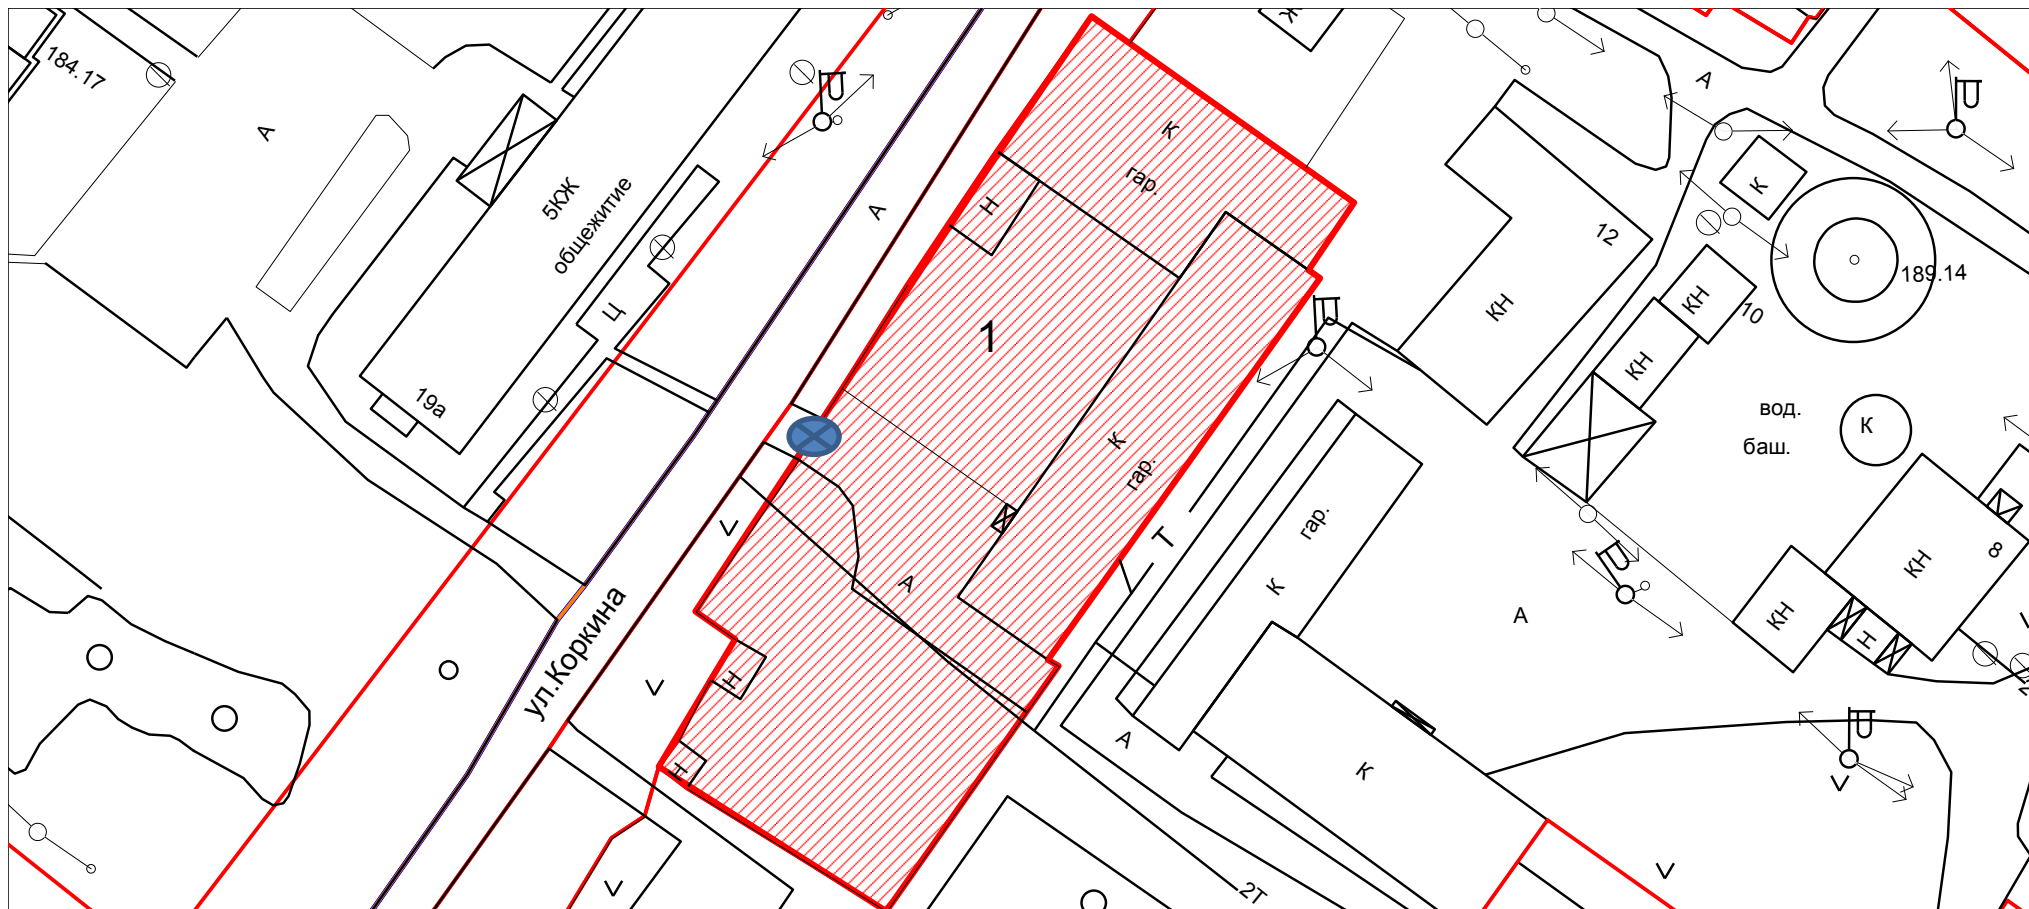 184.17
А
5КЖ
общежитие
Ц
19а
А
К
гар.
Н
1
К
гар.
А
ул.Коркина
Н
Н
Т
гар.
К
А
К
2Т
Ж
А
12
КН
К
189.14
КН
10
КН
вод.
баш.
К
КН
8
КН
Н
А